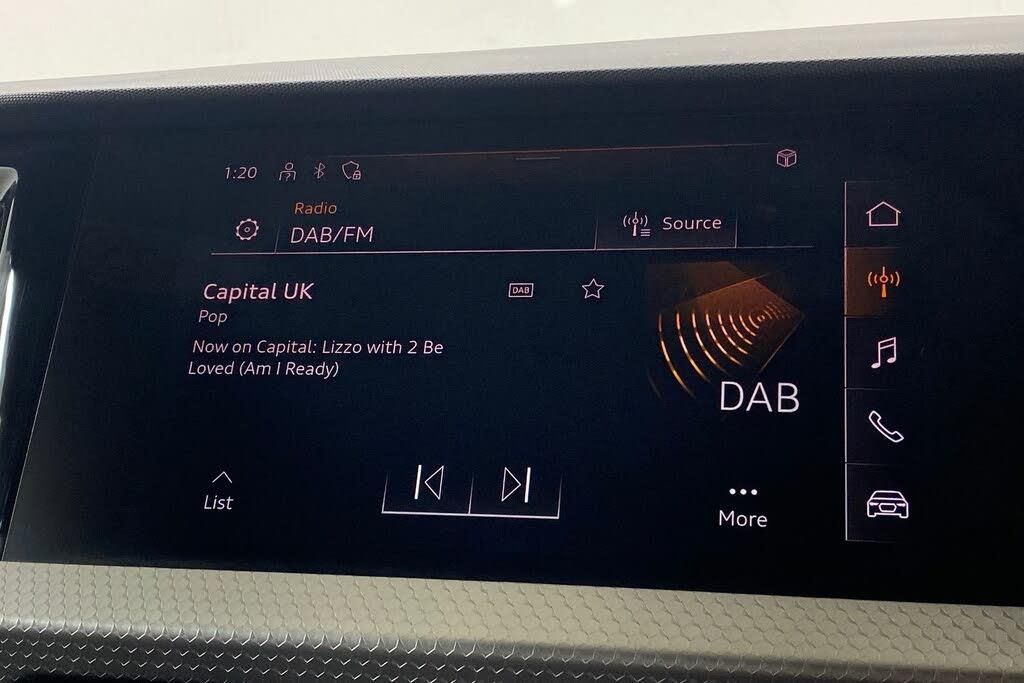 1:20
Radio
DAB/FM
Source
Capital UK
DAB
Pop
Now on Capital: Lizzo with 2 Be
Loved (Am I Ready)
DAB
List
More